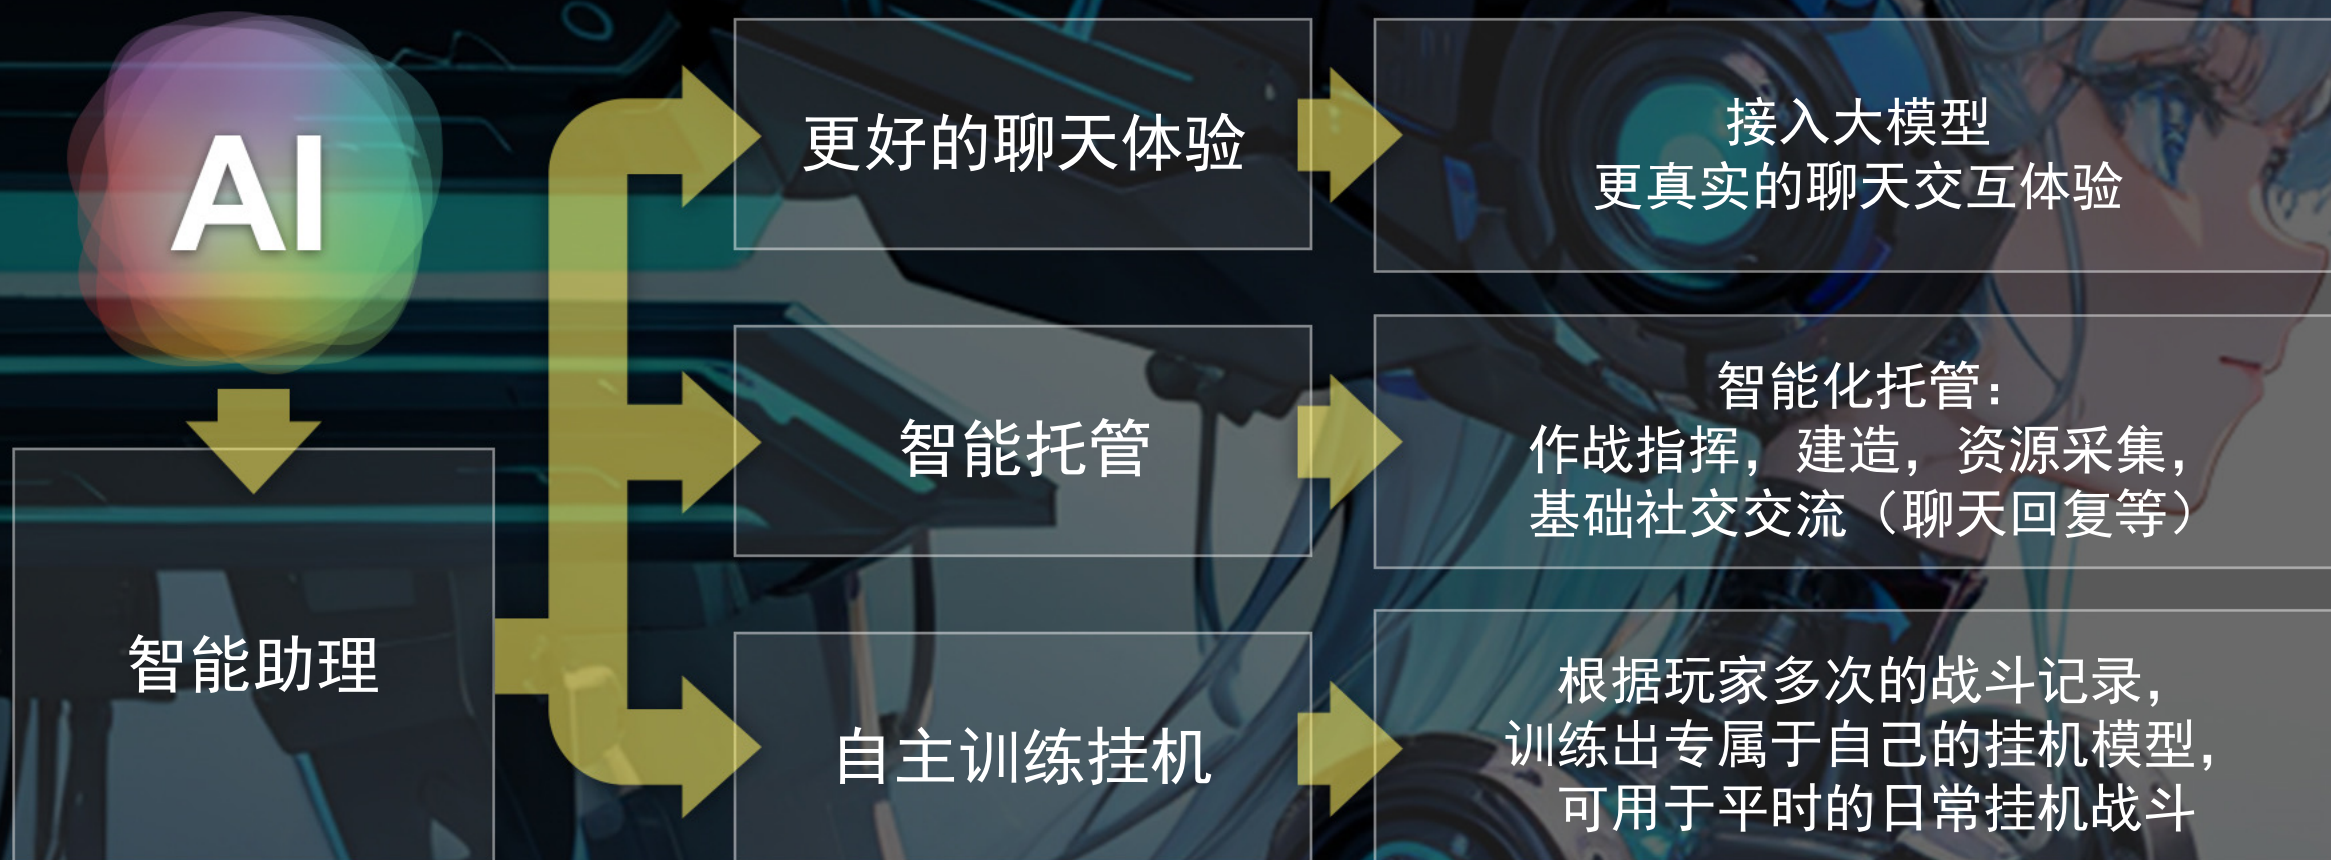 AI
智能助理
更好的聊天体验
接入大模型
更真实的聊天交互体验
智能托管
智能化托管：
作战指挥，建造，资源采集，
基础社交交流（聊天回复等）
自主训练挂机
根据玩家多次的战斗记录，
训练出专属于自己的挂机模型，
可用于平时的日常挂机战斗